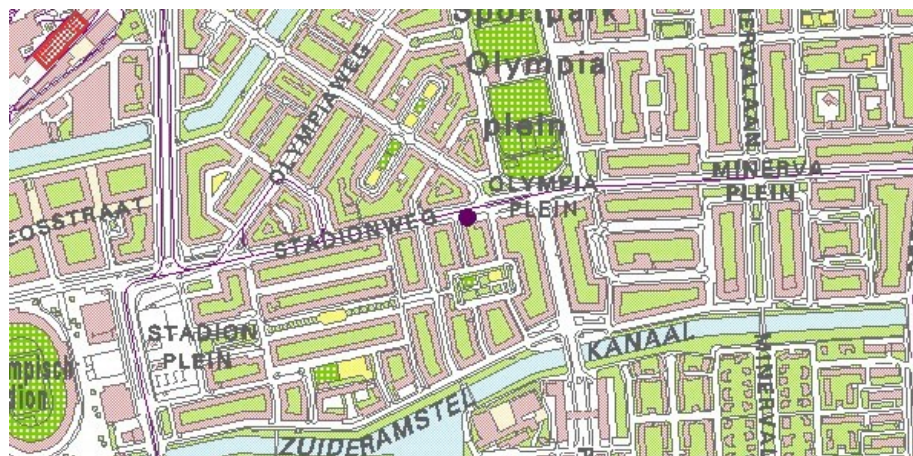 Sportpark
Olympia
plein
OLYMPIAWEG
MINERVA
PLEIN
OLYMPIA
PLEIN
STADIONWEG
STADION
PLEIN
KANAAL
ZUIDERAMSTEL